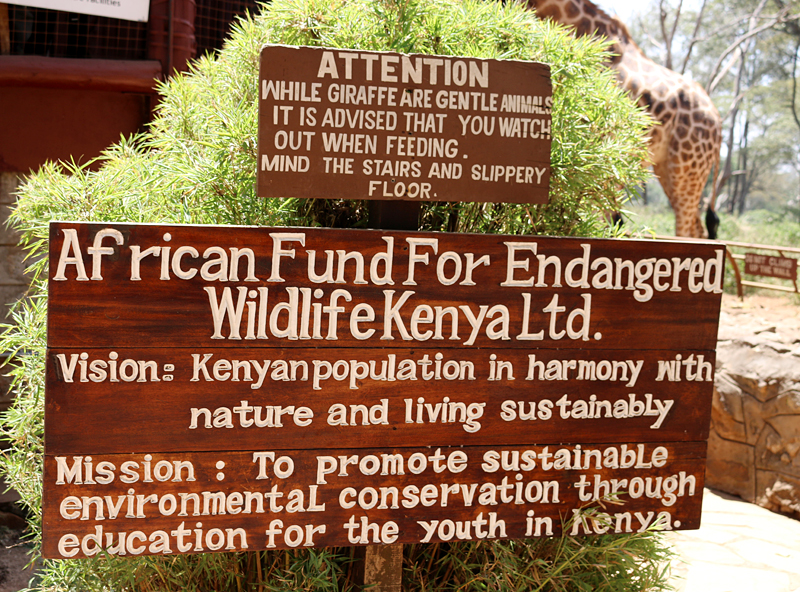 ATTENTION
WHILE GIRAFFE ARE GENTLE ANIMALS
IT IS ADVISED THAT YOU WATCH
OUT WHEN FEEDING.
MIND THE STAIRS AND SLIPPERY
FLOOR.
African Fund For Endangered
Wildlife Kenya Ltd.
Vision: Kenyan population in harmony with
nature and living sustainably
Mission : To promote sustainable
environmental conservation through
education for the youth in Kenya.